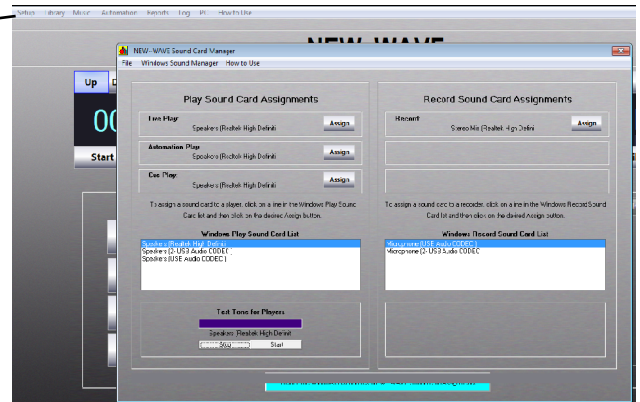 Setup Library Music Automation Reports Log PC How to Use
NEW-WAVE
NEW-WAVE Sound Card Manager
File Windows Sound Manager How to Use
Up
00
Start
Play Sound Card Assignments
Record Sound Card Assignments
Live Play:
Speakers (Realtek High Definiti
Assign
Record:
Stereo Mix (Realtek High Defini
Assign
Automation Play:
Speakers (Realtek High Definiti
Assign
Cue Play:
Speakers (Realtek High Definiti
Assign
To assign a sound card to a player, click on a line in the Windows Play Sound
Card list and then click on the desired Assign button.
To assign a sound card to a recorder, click on a line in the Windows Record Sound
Card list and then click on the desired Assign button.
Windows Play Sound Card List
Speakers (Realtek High Definiti
Speakers (2- USB Audio CODEC )
Speakers (USB Audio CODEC )
Windows Record Sound Card List
Microphone (USB Audio CODEC )
Microphone (2- USB Audio CODEC
Test Tone for Players
Speakers (Realtek High Definit
Stop
Start